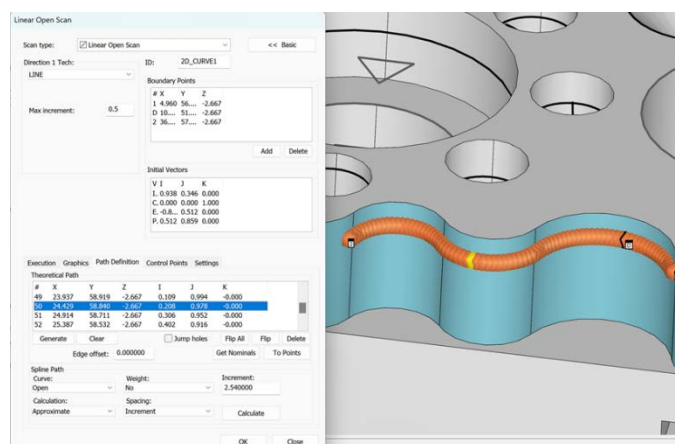 Linear Open Scan
Scan type: Linear Open Scan << Basic
Direction 1 Tech: ID: 2D_CURVE1
LINE
Boundary Points
# X Y Z
1 4.960 56.... -2.667
Max increment: 0.5
D 10.... 51.... -2.667
2 36.... 57.... -2.667
Add Delete
Initial Vectors
V I J K
I. 0.938 0.346 0.000
C. 0.000 0.000 1.000
E. -0.8... 0.512 0.000
P. 0.512 0.859 0.000
Execution Graphics Path Definition Control Points Settings
Theoretical Path
# X Y Z I J K
49 23.937 58.919 -2.667 0.109 0.994 -0.000
50 24.429 58.840 -2.667 0.208 0.978 -0.000
51 24.914 58.711 -2.667 0.306 0.952 -0.000
52 25.387 58.532 -2.667 0.402 0.916 -0.000
Generate Clear Jump holes Flip All Flip Delete
Edge offset: 0.000000 Get Nominals To Points
Spline Path
Curve: Weight: Increment:
Open No 2.540000
Calculation: Spacing:
Approximate Increment Calculate
OK Close